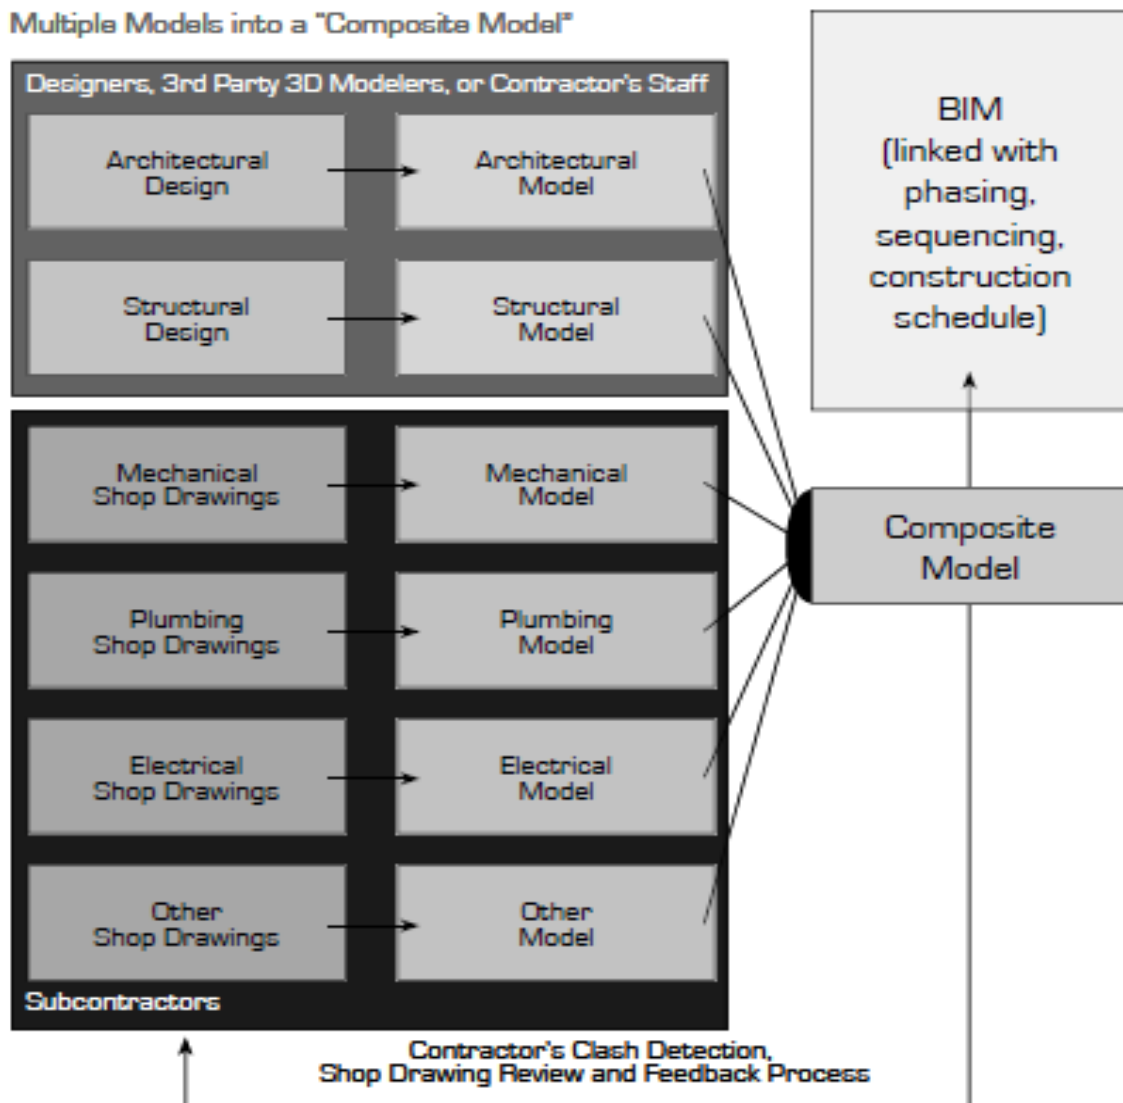 Multiple Models into a "Composite Model"
Designers, 3rd Party 3D Modelers, or Contractor's Staff
Architectural
Design
Architectural
Model
Structural
Design
Structural
Model
Mechanical
Shop Drawings
Mechanical
Model
Plumbing
Shop Drawings
Plumbing
Model
Electrical
Shop Drawings
Electrical
Model
Other
Shop Drawings
Other
Model
Subcontractors
BIM
(linked with
phasing,
sequencing,
construction
schedule)
Composite
Model
Contractor's Clash Detection,
Shop Drawing Review and Feedback Process